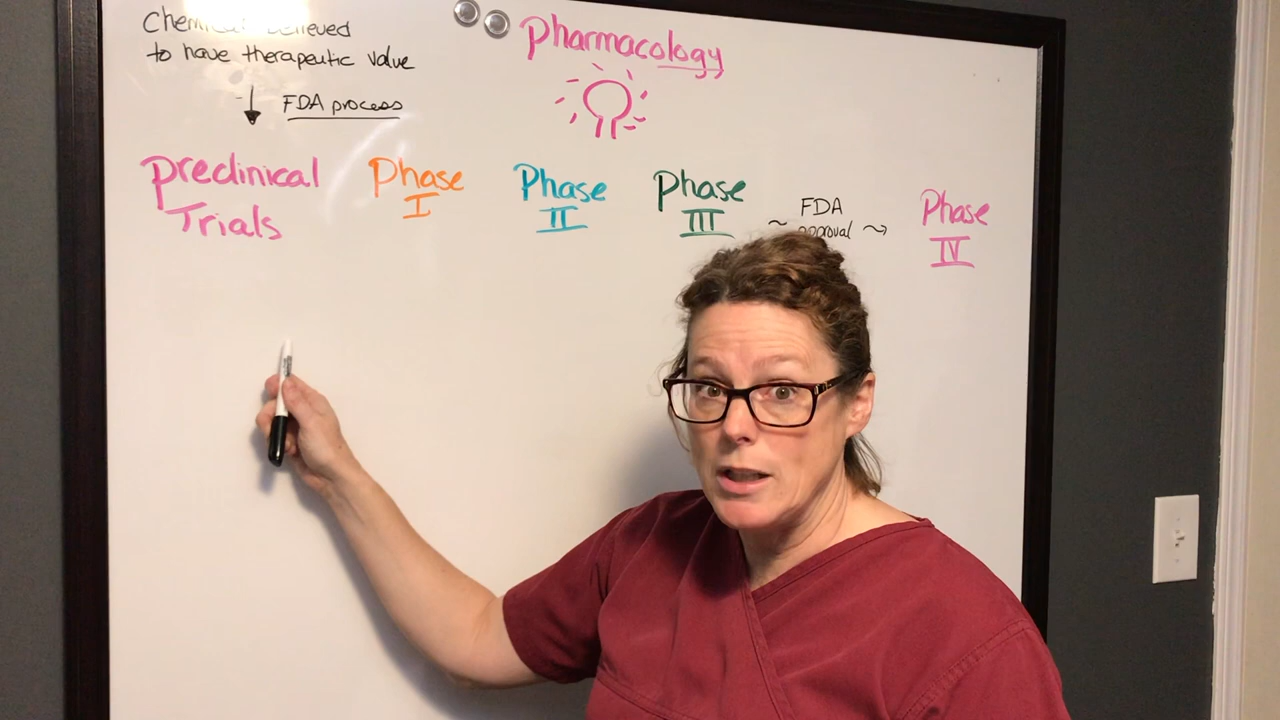 Chemical believed
to have therapeutic value
FDA process
Pharmacology
Preclinical
Trials
Phase
I
Phase
II
Phase
III
~ FDA
approval ~>
Phase
IV